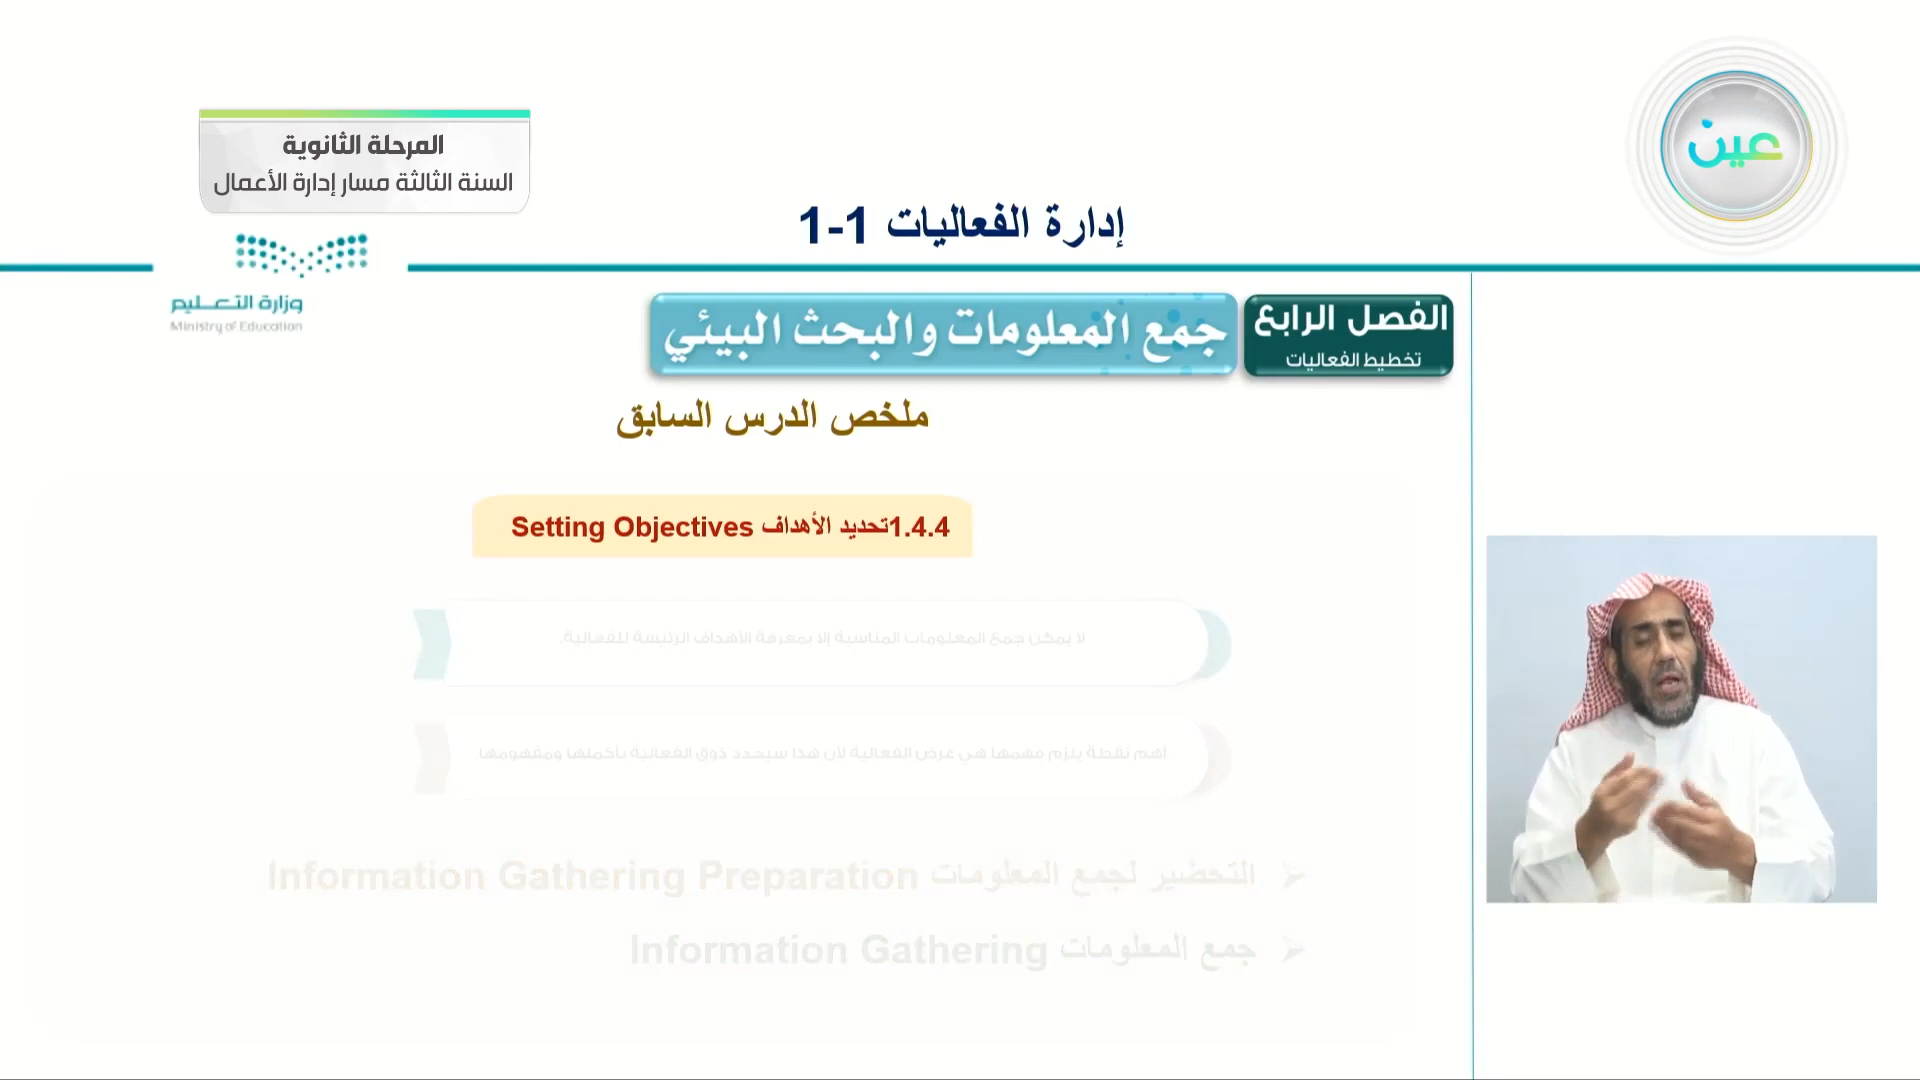 عين
المرحلة الثانوية
السنة الثالثة مسار إدارة الأعمال
إدارة الفعاليات 1-1
وزارة التعليم
Ministry of Education
الفصل الرابع
تخطيط الفعاليات
جمع المعلومات والبحث البيئي
ملخص الدرس السابق
1.4.4تحديد الأهداف Setting Objectives
لا يمكن جمع المعلومات المناسبة إلا بمعرفة الأهداف الرئيسة للفعالية.
أهم نقطة يلزم فهمها هي غرض الفعالية لأن هذا سيحدد ذوق الفعالية بأكملها ومفهومها
التحضير لجمع المعلومات Information Gathering Preparation
جمع المعلومات Information Gathering